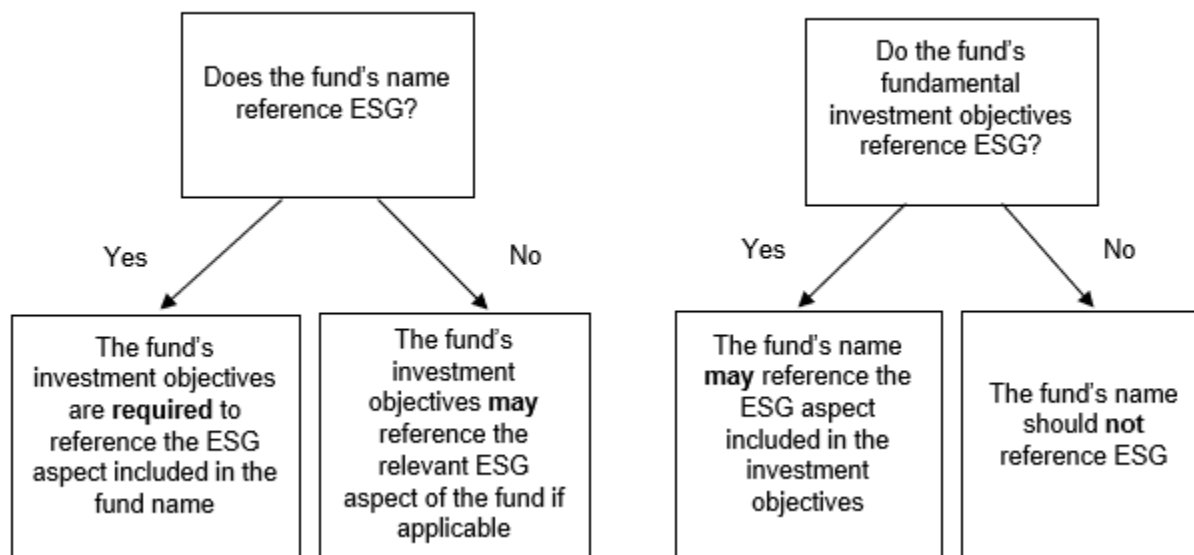 Does the fund's name
reference ESG?
Yes
No
The fund's
investment objectives
are required to
reference the ESG
aspect included in the
fund name
The fund's
investment
objectives may
reference the
relevant ESG
aspect of the fund if
applicable
Do the fund's
fundamental
investment objectives
reference ESG?
Yes
No
The fund's name
may reference the
ESG aspect
included in the
investment
objectives
The fund's name
should not
reference ESG